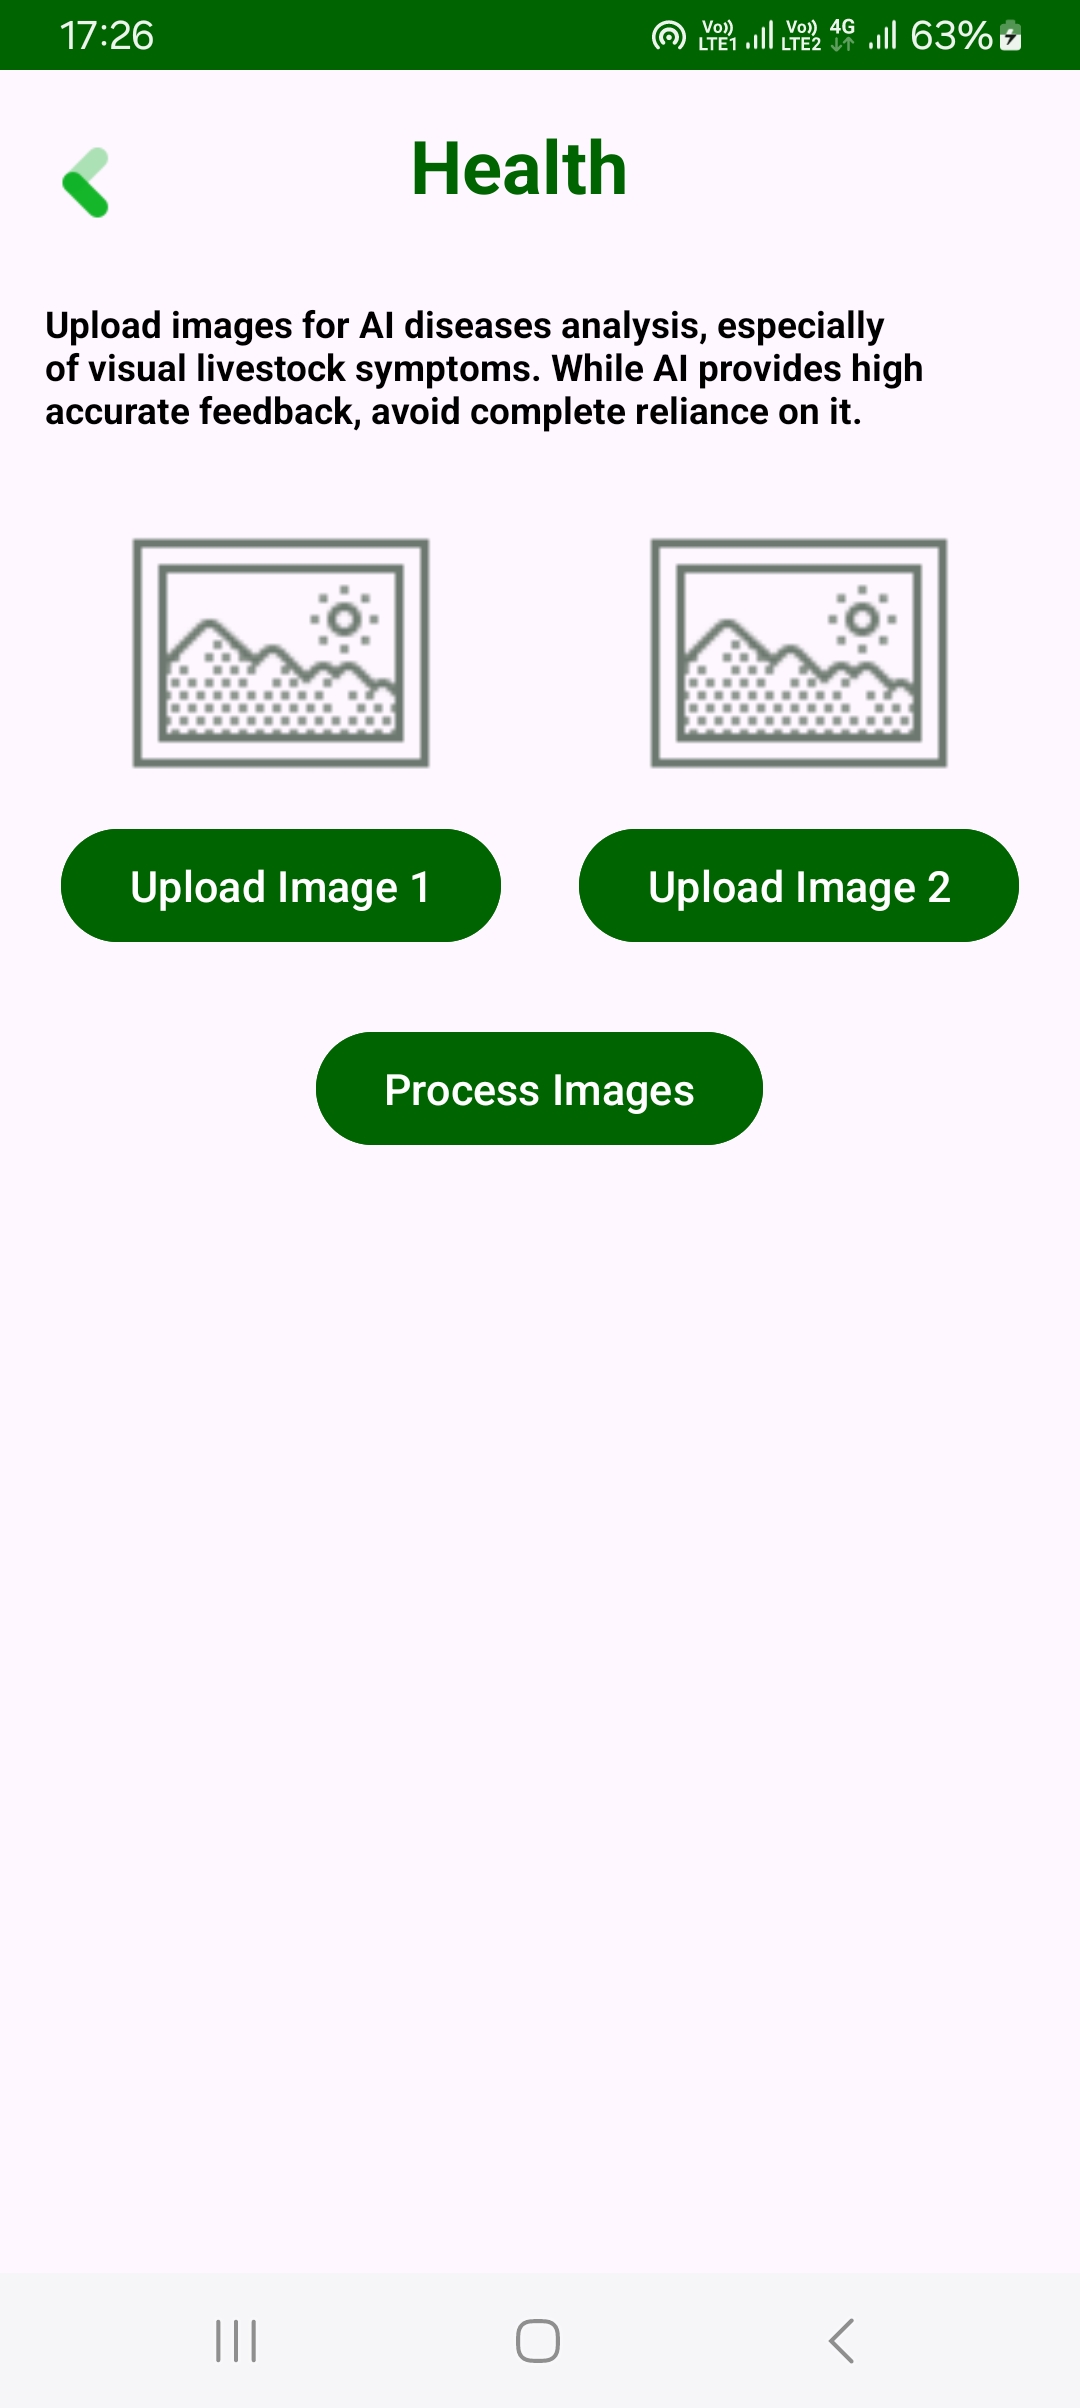 17:26
Vo)) LTE1 Vo)) LTE2 4G 63%
Health
Upload images for AI diseases analysis, especially
of visual livestock symptoms. While AI provides high
accurate feedback, avoid complete reliance on it.
Upload Image 1
Upload Image 2
Process Images